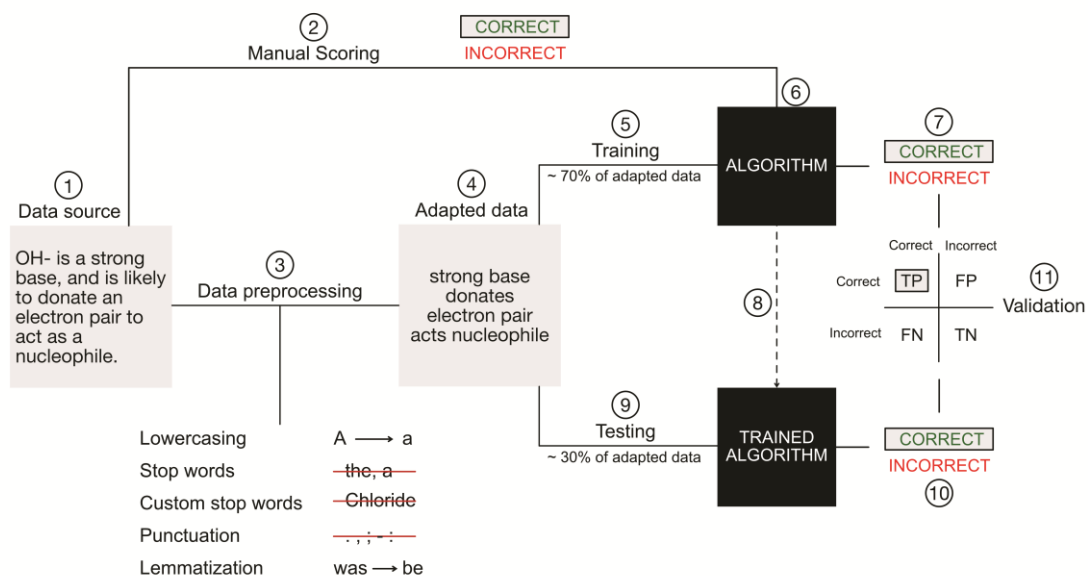 2
Manual Scoring
CORRECT
INCORRECT
6
5
Training
~ 70% of adapted data
ALGORITHM
7
CORRECT
INCORRECT
1
Data source
OH- is a strong
base, and is likely
to donate an
electron pair to
act as a
nucleophile.
3
Data preprocessing
4
Adapted data
strong base
donates
electron pair
acts nucleophile
8
Correct Incorrect
Correct TP FP
Incorrect FN TN
11
Validation
9
Testing
~ 30% of adapted data
TRAINED
ALGORITHM
CORRECT
INCORRECT
10
Lowercasing A → a
Stop words the, a
Custom stop words Chloride
Punctuation . , ; - :
Lemmatization was → be